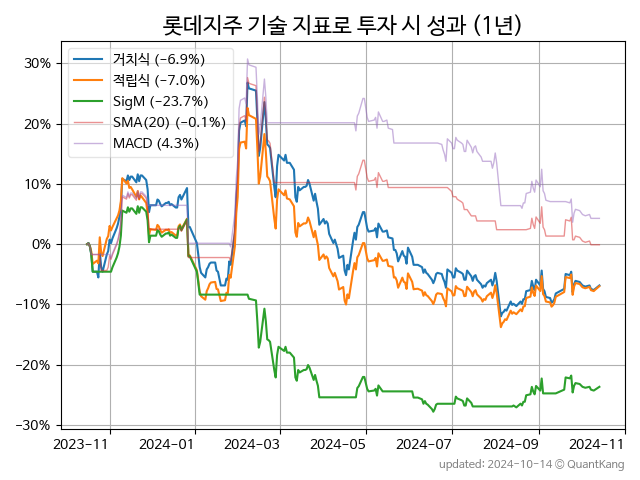 롯데지주 기술 지표로 투자 시 성과 (1년)
거치식 (−6.9%)
적립식 (−7.0%)
SigM (−23.7%)
SMA(20) (−0.1%)
MACD (4.3%)
30%
20%
10%
0%
−10%
−20%
−30%
2023-11 2024-01 2024-03 2024-05 2024-07 2024-09 2024-11
updated: 2024-10-14 © QuantKang